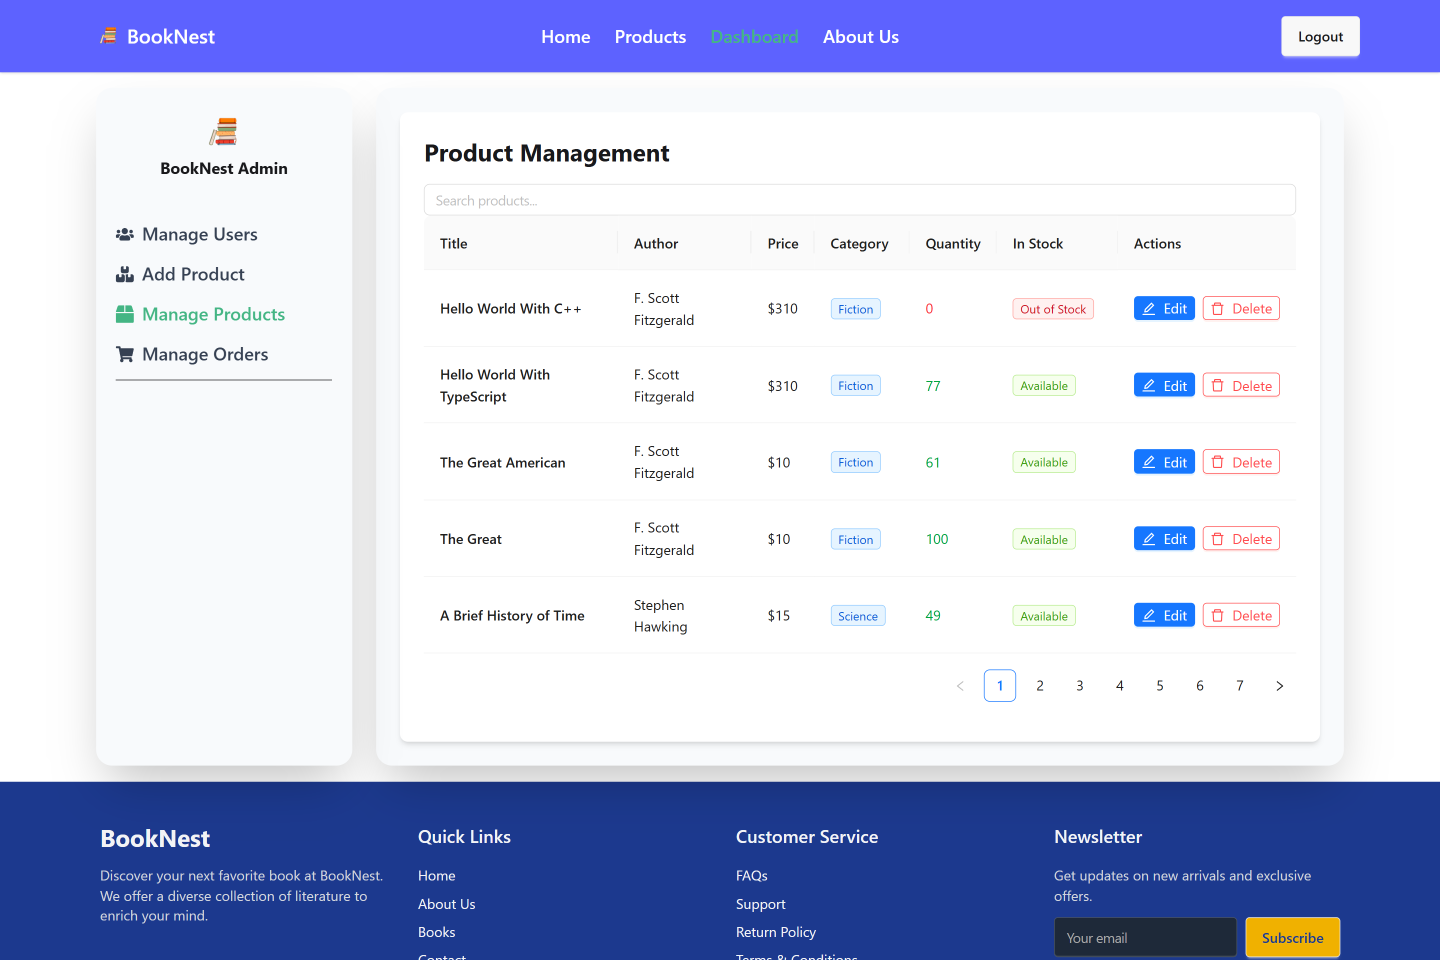 BookNest
Home Products Dashboard About Us
Logout
BookNest Admin
Manage Users
Add Product
Manage Products
Manage Orders
Product Management
Search products...
Title Author Price Category Quantity In Stock Actions
Hello World With C++ F. Scott Fitzgerald $310 Fiction 0 Out of Stock Edit Delete
Hello World With TypeScript F. Scott Fitzgerald $310 Fiction 77 Available Edit Delete
The Great American F. Scott Fitzgerald $10 Fiction 61 Available Edit Delete
The Great F. Scott Fitzgerald $10 Fiction 100 Available Edit Delete
A Brief History of Time Stephen Hawking $15 Science 49 Available Edit Delete
1 2 3 4 5 6 7
BookNest
Discover your next favorite book at BookNest.
We offer a diverse collection of literature to
enrich your mind.
Quick Links
Home
About Us
Books
Contact
Customer Service
FAQs
Support
Return Policy
Terms & Conditions
Newsletter
Get updates on new arrivals and exclusive
offers.
Your email
Subscribe